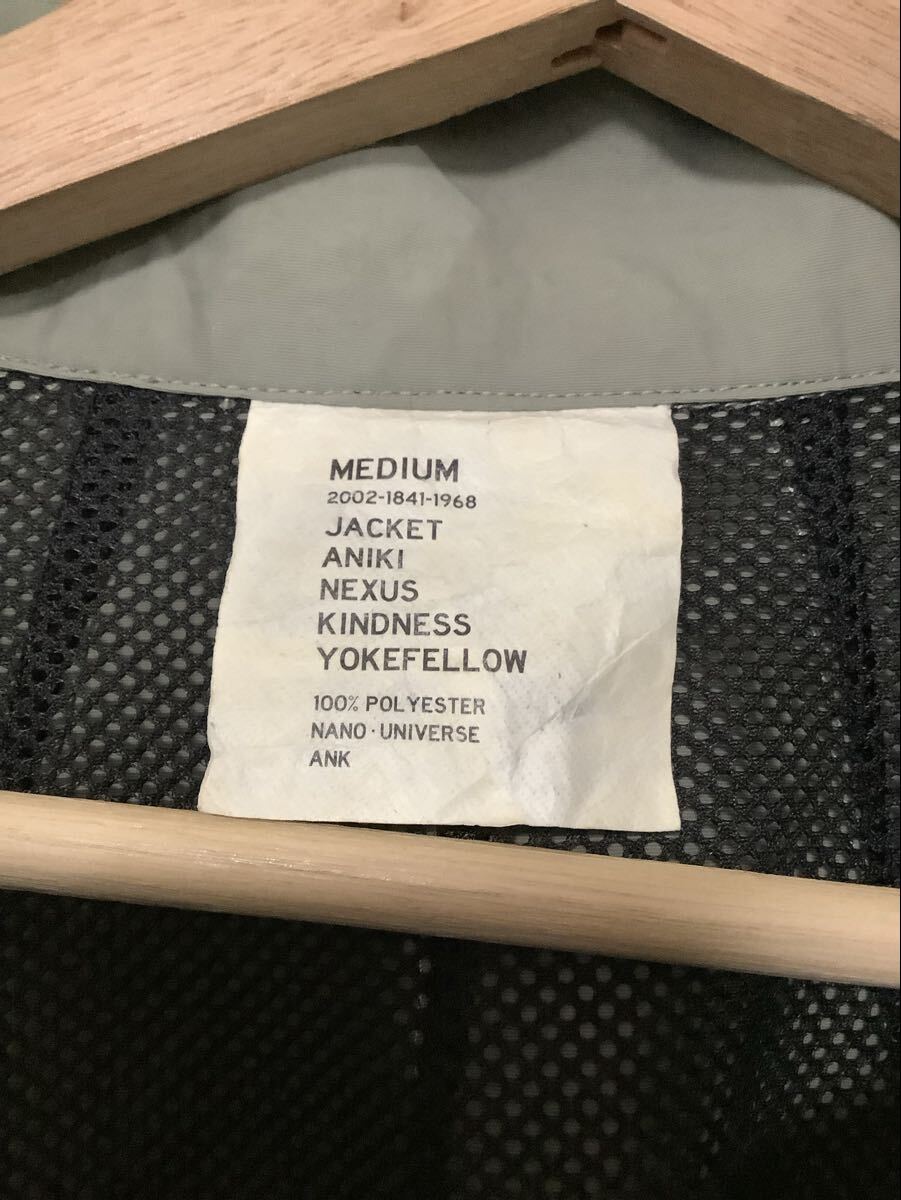 MEDIUM
2002-1841-1968
JACKET
ANIKI
NEXUS
KINDNESS
YOKEFELLOW
100% POLYESTER
NANO·UNIVERSE
ANK